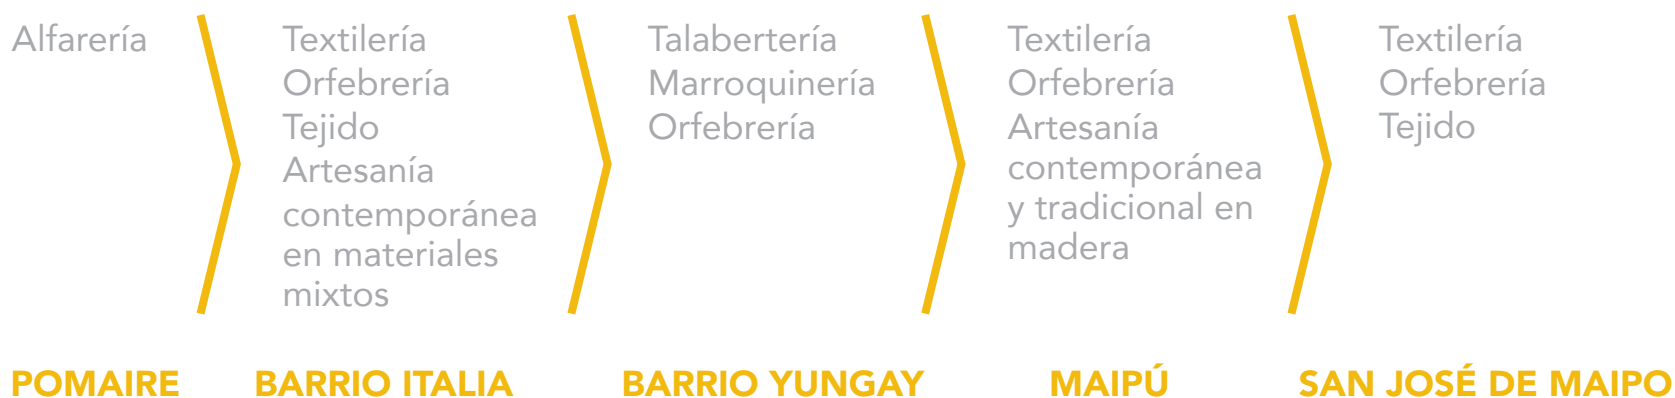 Alfarería
Textilería
Orfebrería
Tejido
Artesanía
contemporánea
en materiales
mixtos
Talabertería
Marroquinería
Orfebrería
Textilería
Orfebrería
Artesanía
contemporánea
y tradicional en
madera
Textilería
Orfebrería
Tejido
POMAIRE
BARRIO ITALIA
BARRIO YUNGAY
MAIPÚ
SAN JOSÉ DE MAIPO